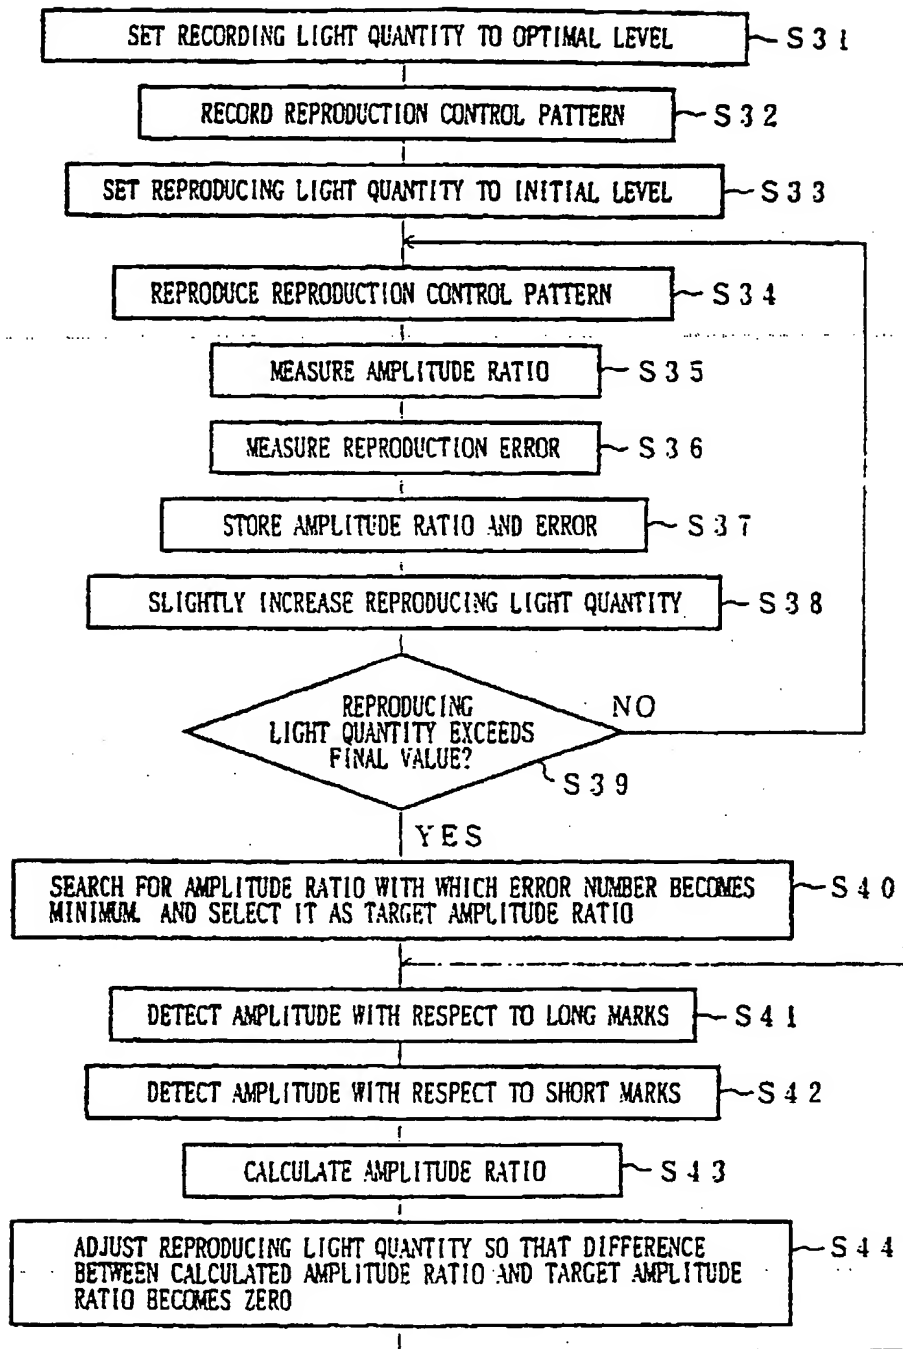 SET RECORDING LIGHT QUANTITY TO OPTIMAL LEVEL S31
RECORD REPRODUCTION CONTROL PATTERN S32
SET REPRODUCING LIGHT QUANTITY TO INITIAL LEVEL S33
REPRODUCE REPRODUCTION CONTROL PATTERN S34
MEASURE AMPLITUDE RATIO S35
MEASURE REPRODUCTION ERROR S36
STORE AMPLITUDE RATIO AND ERROR S37
SLIGHTLY INCREASE REPRODUCING LIGHT QUANTITY S38
REPRODUCING
LIGHT QUANTITY EXCEEDS
FINAL VALUE?
NO
S39
YES
SEARCH FOR AMPLITUDE RATIO WITH WHICH ERROR NUMBER BECOMES
MINIMUM. AND SELECT IT AS TARGET AMPLITUDE RATIO
S40
DETECT AMPLITUDE WITH RESPECT TO LONG MARKS S41
DETECT AMPLITUDE WITH RESPECT TO SHORT MARKS S42
CALCULATE AMPLITUDE RATIO S43
ADJUST REPRODUCING LIGHT QUANTITY SO THAT DIFFERENCE
BETWEEN CALCULATED AMPLITUDE RATIO AND TARGET AMPLITUDE
RATIO BECOMES ZERO
S44